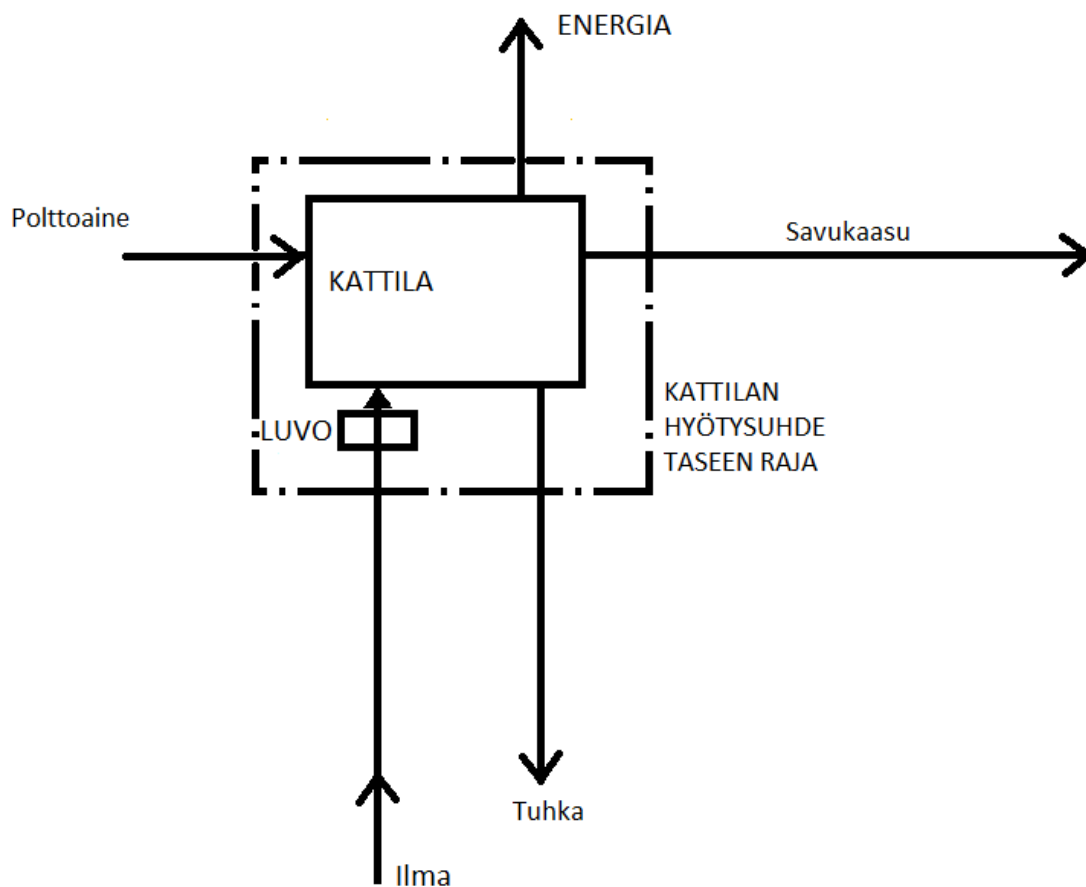 ENERGIA
Polttoaine
Savukaasu
KATTILA
KATTILAN
HYÖTYSUHDE
TASEEN RAJA
LUVO
Tuhka
Ilma